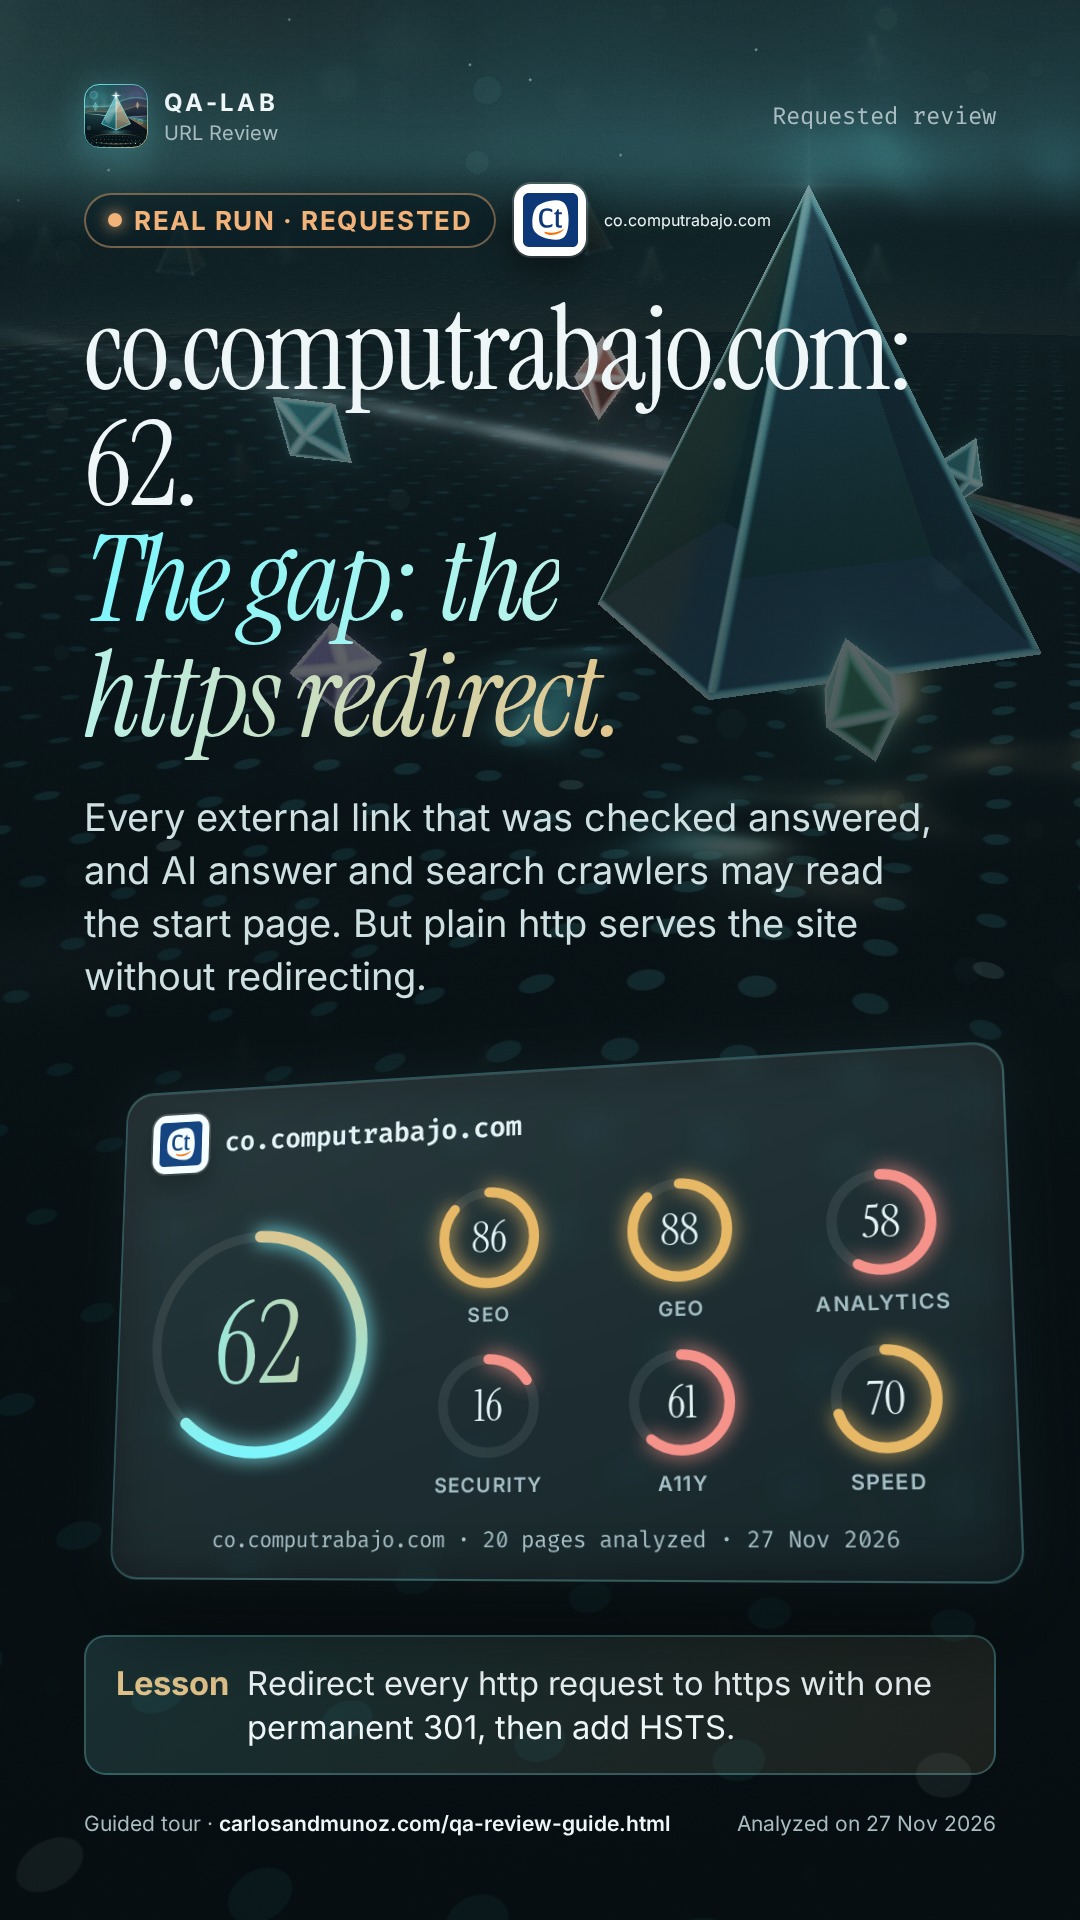 QA-LAB
URL Review
Requested review
REAL RUN · REQUESTED
Ct
co.computrabajo.com
co.computrabajo.com:
62.
The gap: the
https redirect.
Every external link that was checked answered,
and AI answer and search crawlers may read
the start page. But plain http serves the site
without redirecting.
Ct
co.computrabajo.com
62
86
SEO
88
GEO
58
ANALYTICS
16
SECURITY
61
A11Y
70
SPEED
co.computrabajo.com · 20 pages analyzed · 27 Nov 2026
Lesson Redirect every http request to https with one
permanent 301, then add HSTS.
Guided tour · carlosandmunoz.com/qa-review-guide.html
Analyzed on 27 Nov 2026